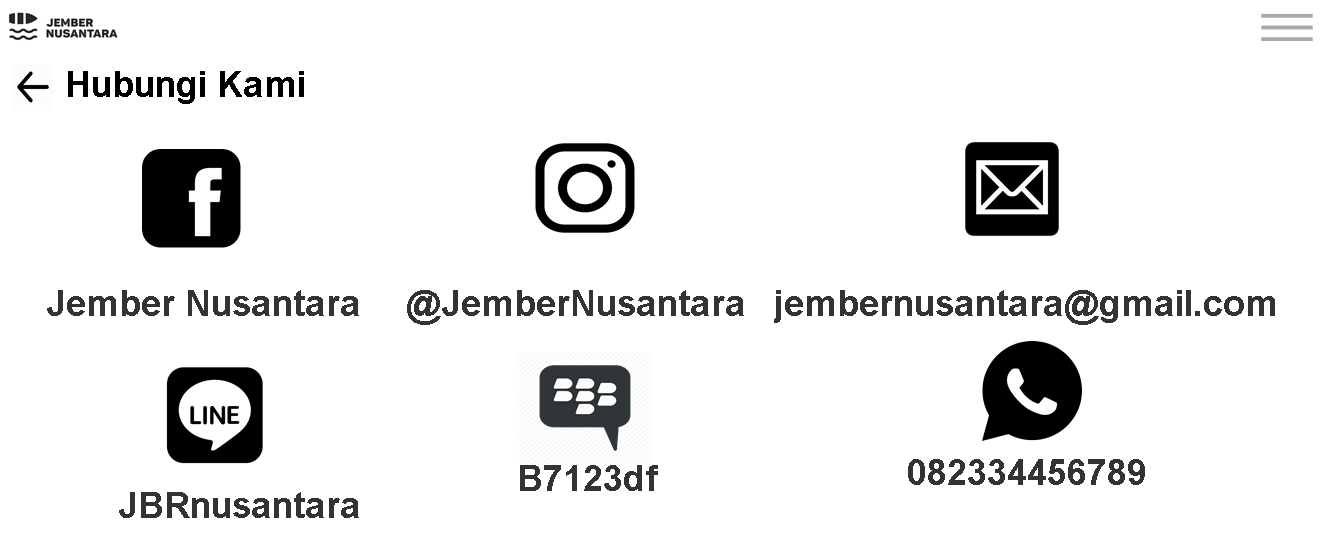 JEMBER
NUSANTARA
Hubungi Kami
Jember Nusantara
@JemberNusantara
jembernusantara@gmail.com
LINE
JBRnusantara
B7123df
082334456789